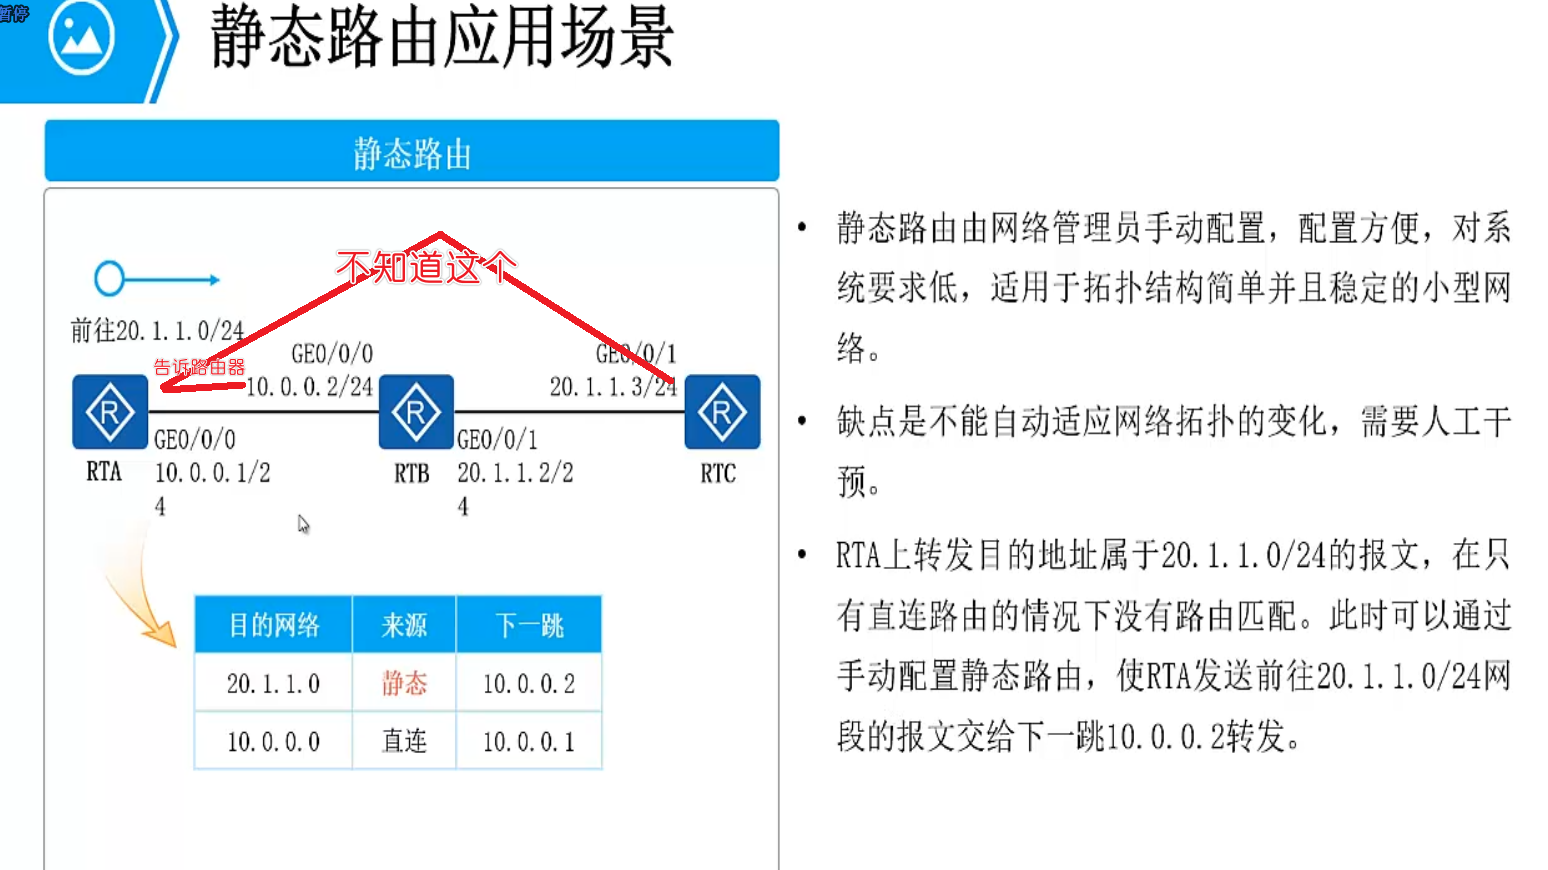 暂停
静态路由应用场景
静态路由
不知道这个
前往20.1.1.0/24
告诉路由器
GE0/0/0
10.0.0.2/24
GE0/0/1
20.1.1.3/24
R
R
R
GE0/0/0
10.0.0.1/2
4
GE0/0/1
20.1.1.2/2
4
RTA
RTB
RTC
目的网络 来源 下一跳
20.1.1.0 静态 10.0.0.2
10.0.0.0 直连 10.0.0.1
• 静态路由由网络管理员手动配置，配置方便，对系
统要求低，适用于拓扑结构简单并且稳定的小型网
络。
• 缺点是不能自动适应网络拓扑的变化，需要人工干
预。
• RTA上转发目的地址属于20.1.1.0/24的报文，在只
有直连路由的情况下没有路由匹配。此时可以通过
手动配置静态路由，使RTA发送前往20.1.1.0/24网
段的报文交给下一跳10.0.0.2转发。